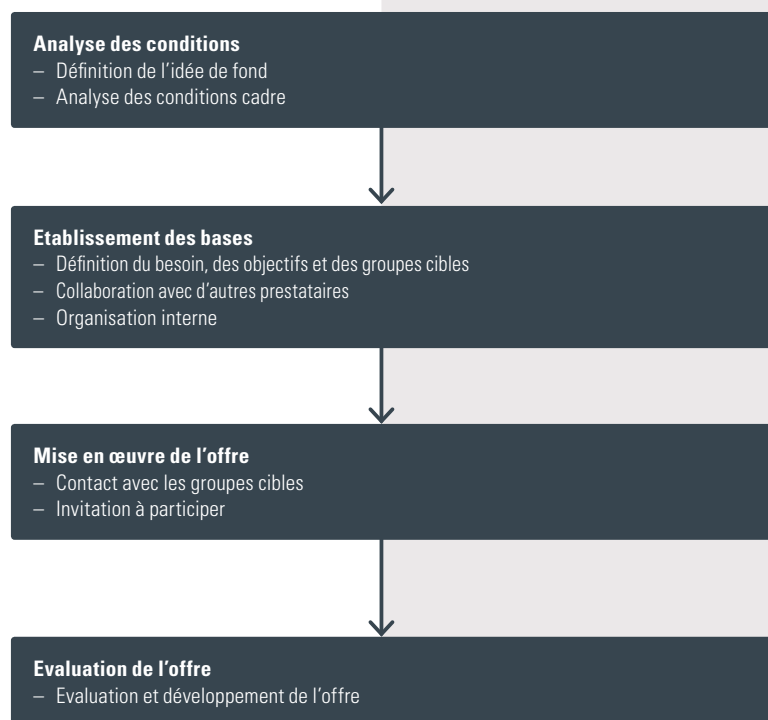 Analyse des conditions
– Définition de l’idée de fond
– Analyse des conditions cadre
Etablissement des bases
– Définition du besoin, des objectifs et des groupes cibles
– Collaboration avec d’autres prestataires
– Organisation interne
Mise en œuvre de l’offre
– Contact avec les groupes cibles
– Invitation à participer
Evaluation de l’offre
– Evaluation et développement de l’offre